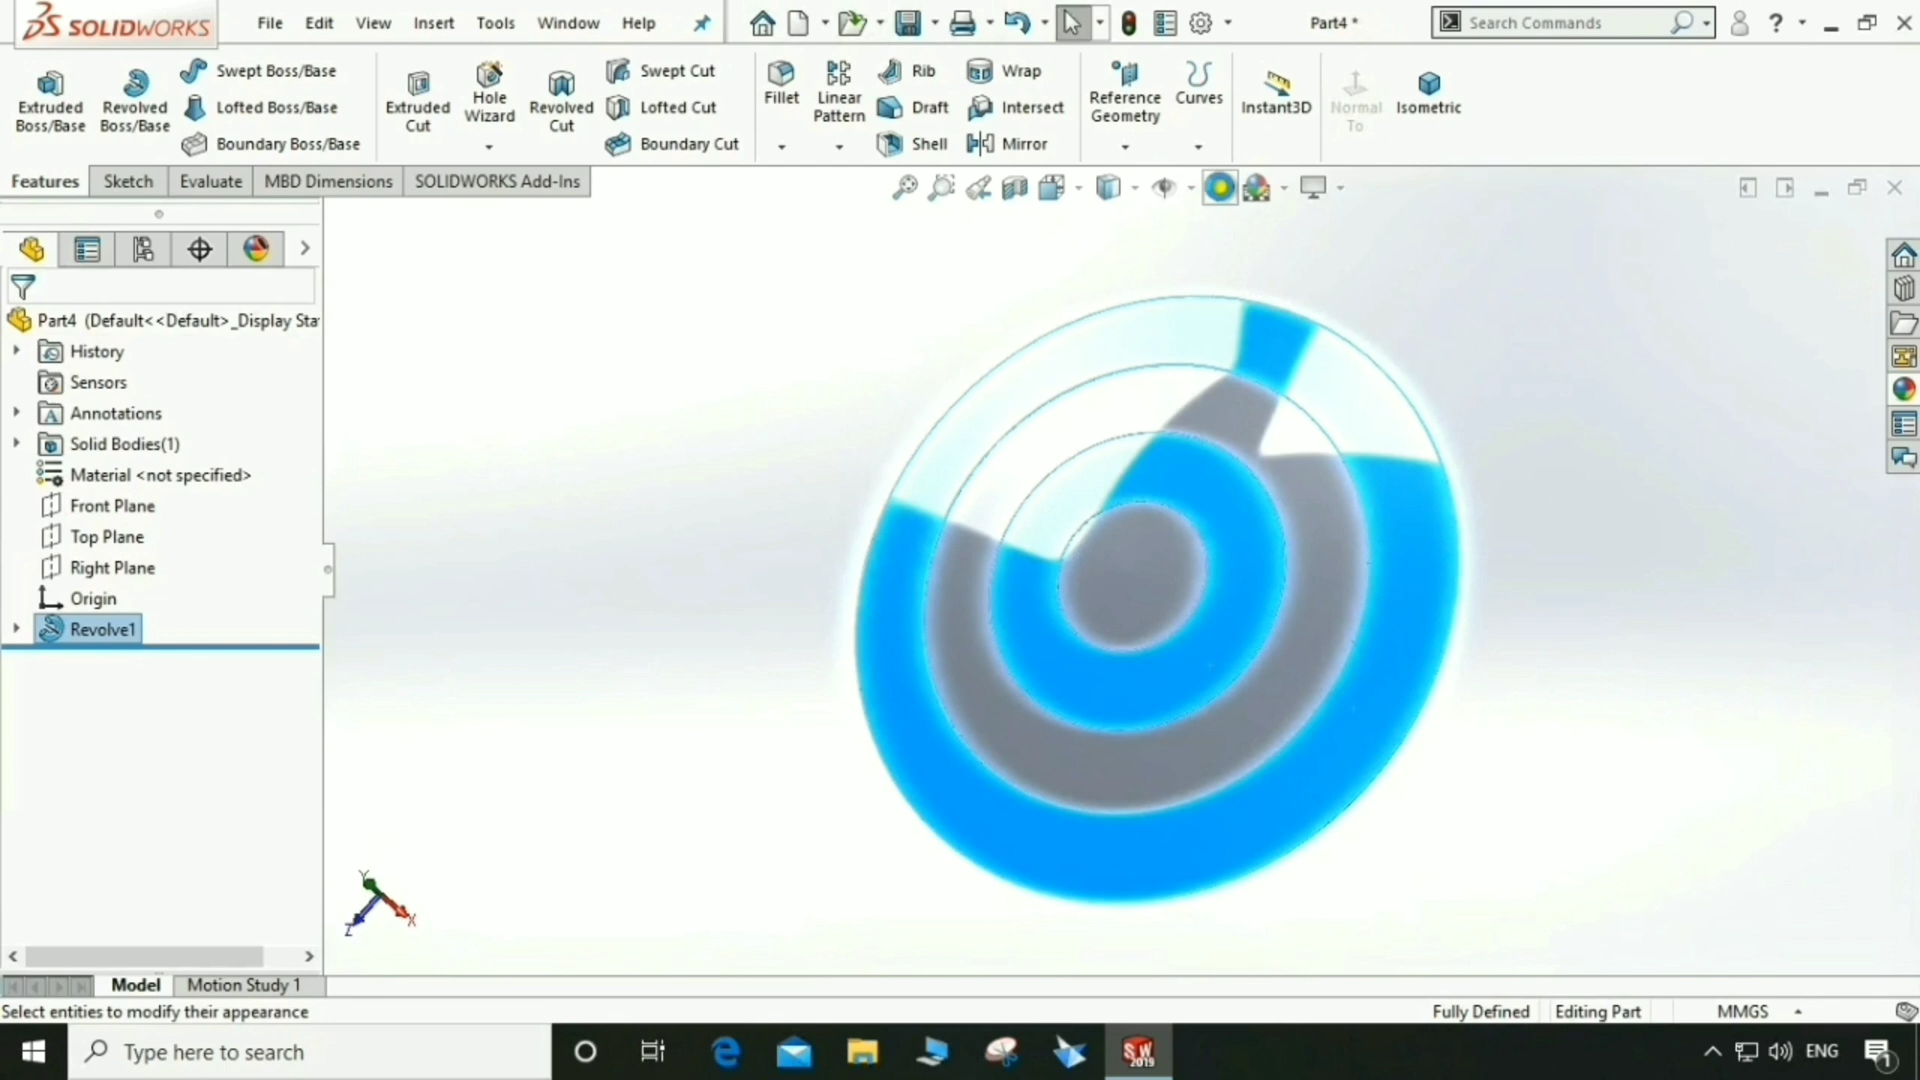 SOLIDWORKS File Edit View Insert Tools Window Help Part4 * Search Commands ?
Extruded Boss/Base
Revolved Boss/Base
Swept Boss/Base
Lofted Boss/Base
Boundary Boss/Base
Extruded Cut
Hole Wizard
Revolved Cut
Swept Cut
Lofted Cut
Boundary Cut
Fillet
Linear Pattern
Rib
Draft
Shell
Wrap
Intersect
Mirror
Reference Geometry
Curves
Instant3D
Normal To
Isometric
Features Sketch Evaluate MBD Dimensions SOLIDWORKS Add-Ins
Part4 (Default<<Default>_Display Sta
History
Sensors
Annotations
Solid Bodies(1)
Material <not specified>
Front Plane
Top Plane
Right Plane
Origin
Revolve1
Y
X
Z
Model Motion Study 1
Select entities to modify their appearance Fully Defined Editing Part MMGS
Type here to search SW 2019 ENG 1